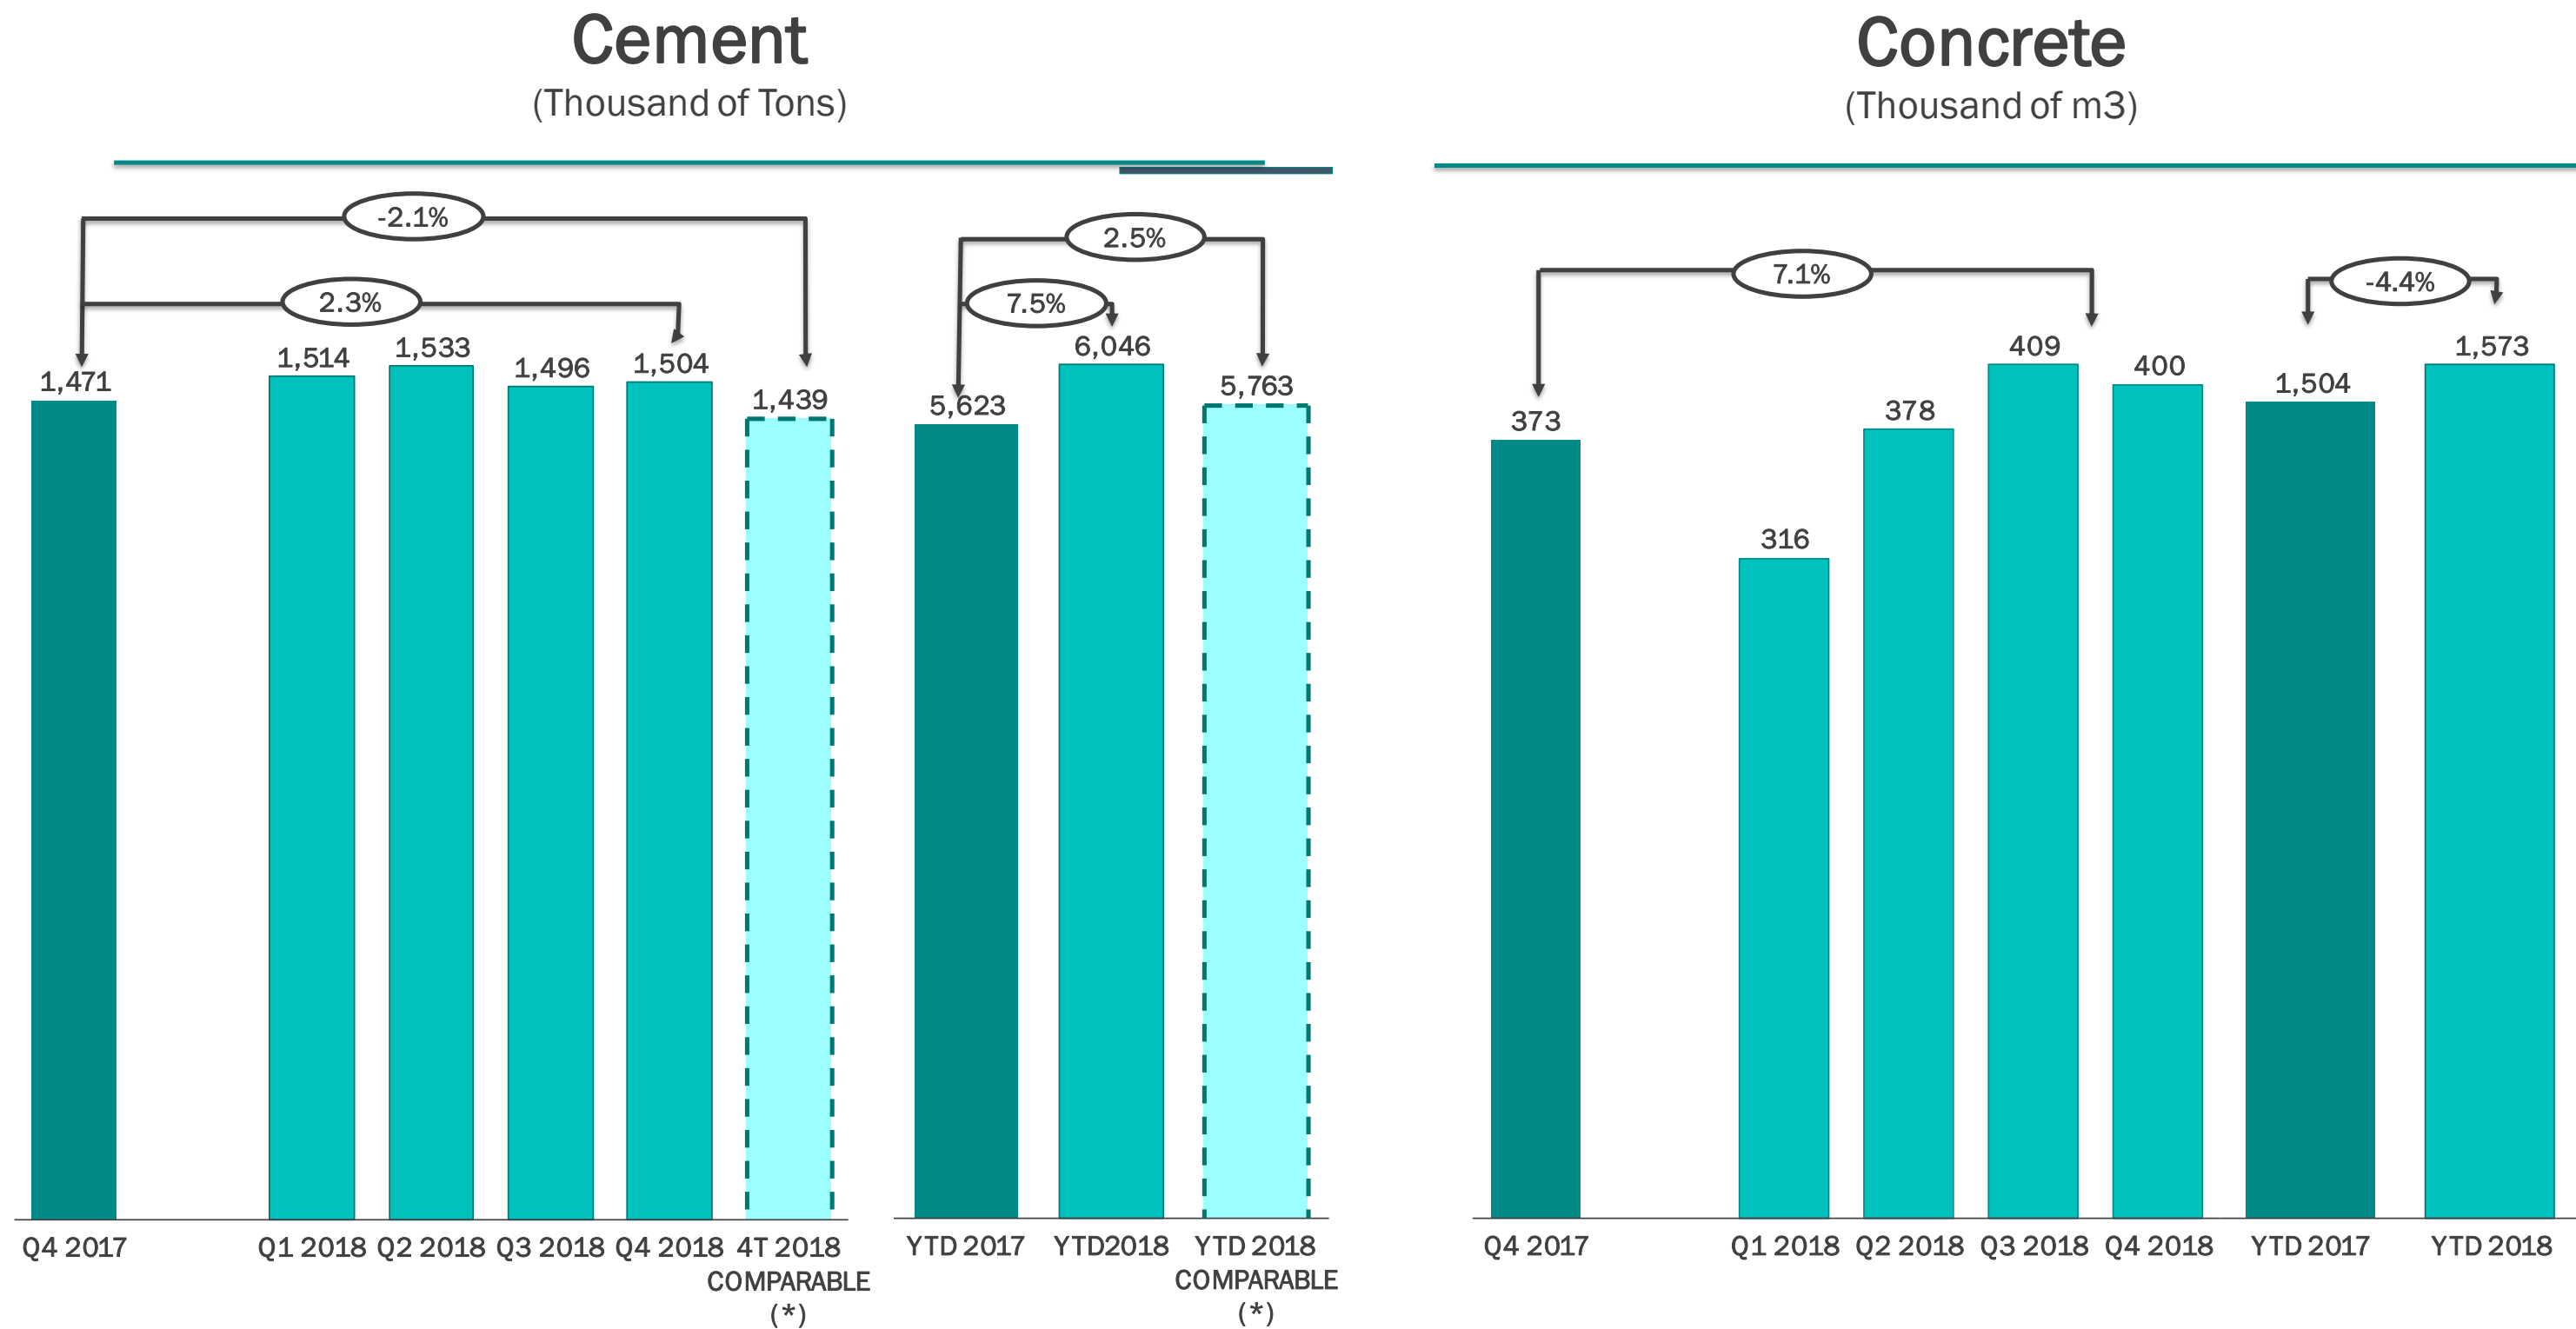 Cement
(Thousand of Tons)
-2.1%
2.3%
1,471
1,514
1,533
1,496
1,504
1,439
Q4 2017
Q1 2018
Q2 2018
Q3 2018
Q4 2018
4T 2018
COMPARABLE
(*)
2.5%
7.5%
5,623
6,046
5,763
YTD 2017
YTD2018
YTD 2018
COMPARABLE
(*)
Concrete
(Thousand of m3)
7.1%
-4.4%
373
316
378
409
400
1,504
1,573
Q4 2017
Q1 2018
Q2 2018
Q3 2018
Q4 2018
YTD 2017
YTD 2018